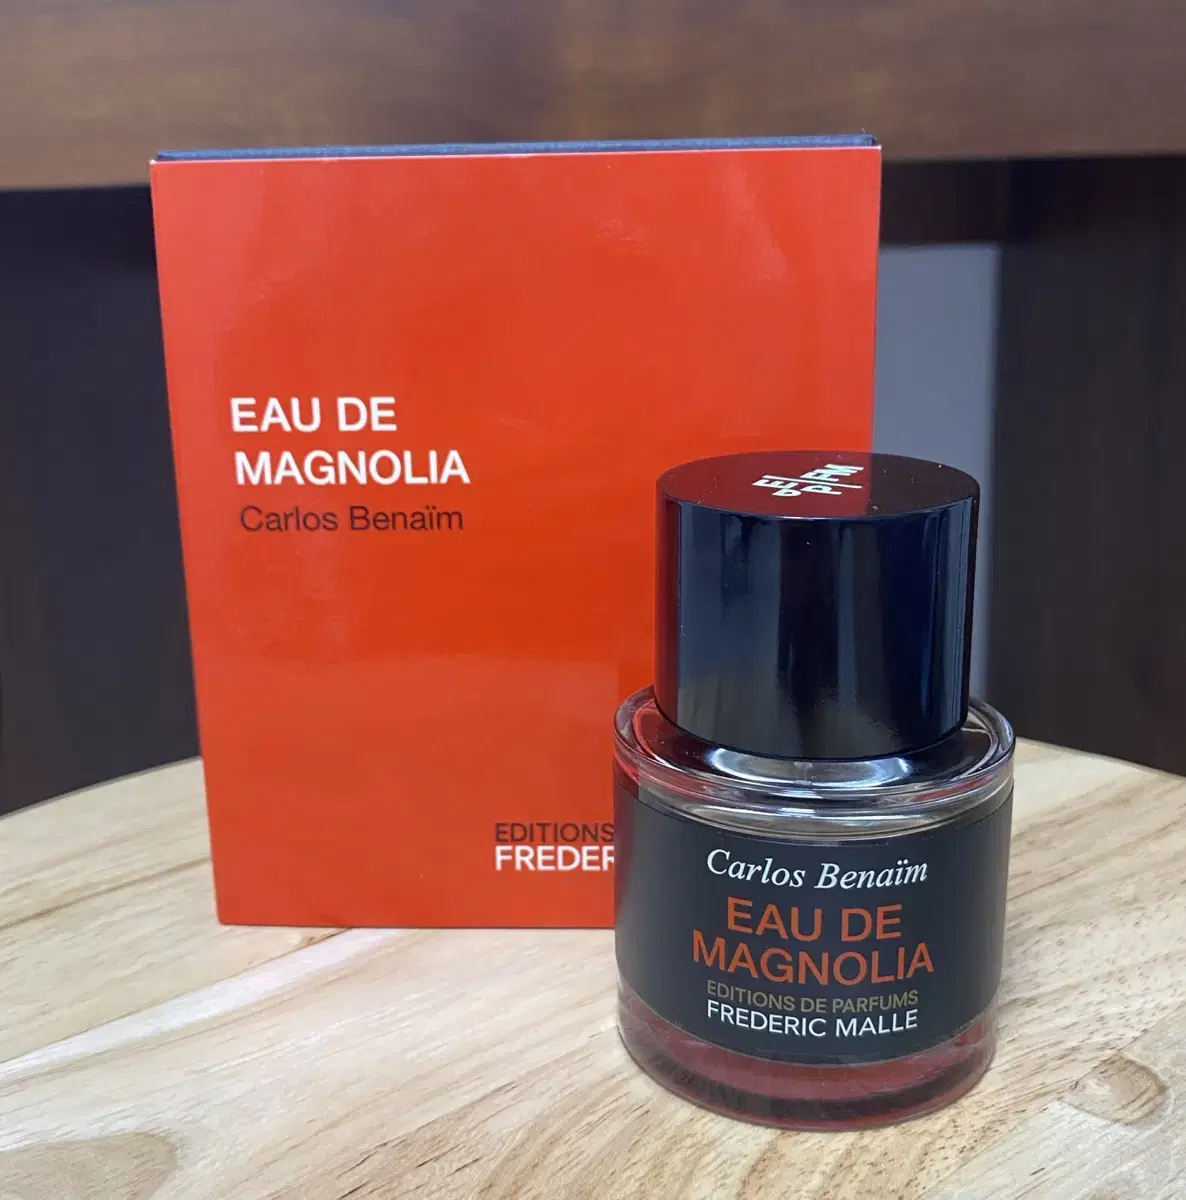 EAU DE
MAGNOLIA
Carlos Benaïm
EDITIONS
FREDER
Carlos Benaïm
EAU DE
MAGNOLIA
EDITIONS DE PARFUMS
FREDERIC MALLE